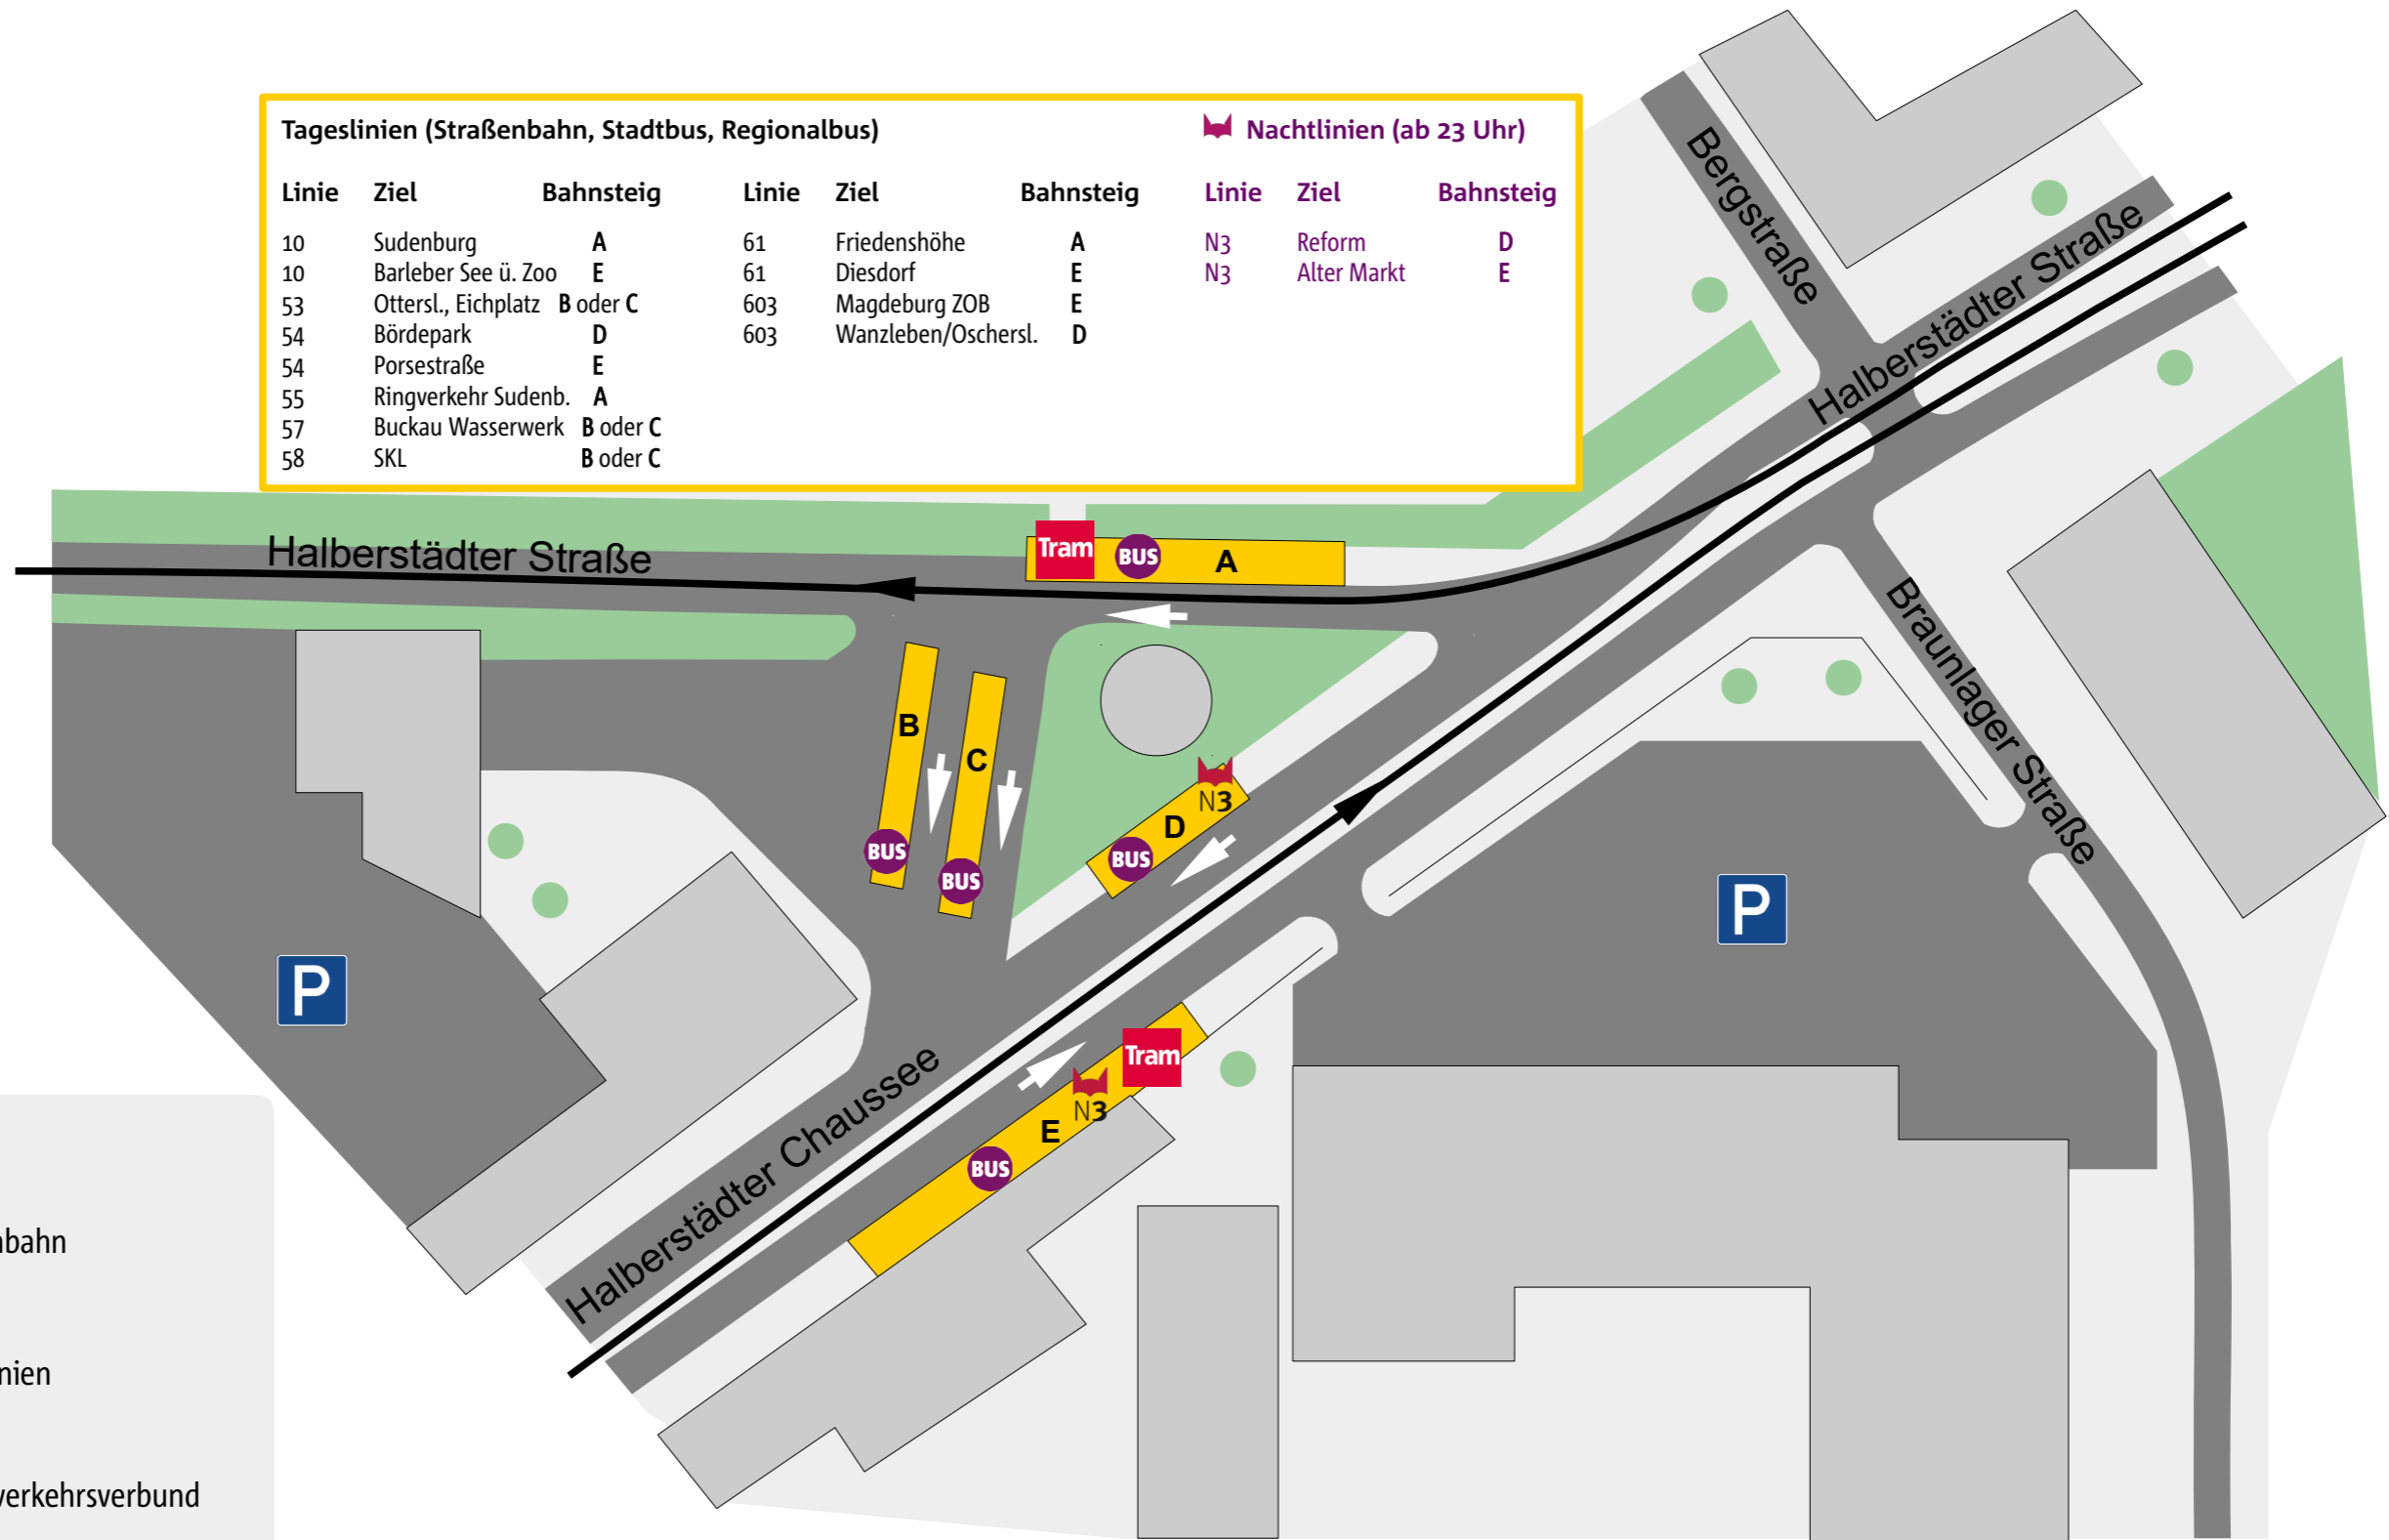 Tageslinien (Straßenbahn, Stadtbus, Regionalbus)
Nachtlinien (ab 23 Uhr)
Linie Ziel Bahnsteig Linie Ziel Bahnsteig Linie Ziel Bahnsteig
10 Sudenburg A 61 Friedenshöhe A N3 Reform D
10 Barleber See ü. Zoo E 61 Diesdorf E N3 Alter Markt E
53 Ottersl., Eichplatz B oder C 603 Magdeburg ZOB E
54 Bördepark D 603 Wanzleben/Oschersl. D
54 Porsestraße E
55 Ringverkehr Sudenb. A
57 Buckau Wasserwerk B oder C
58 SKL B oder C
Bergstraße
Halberstädter Straße
Halberstädter Straße
Tram BUS A
Braunlager Straße
B
C
N3
D
BUS
BUS
BUS
P
P
Tram
N3
E
BUS
Halberstädter Chaussee
nbahn
nien
verkehrsverbund